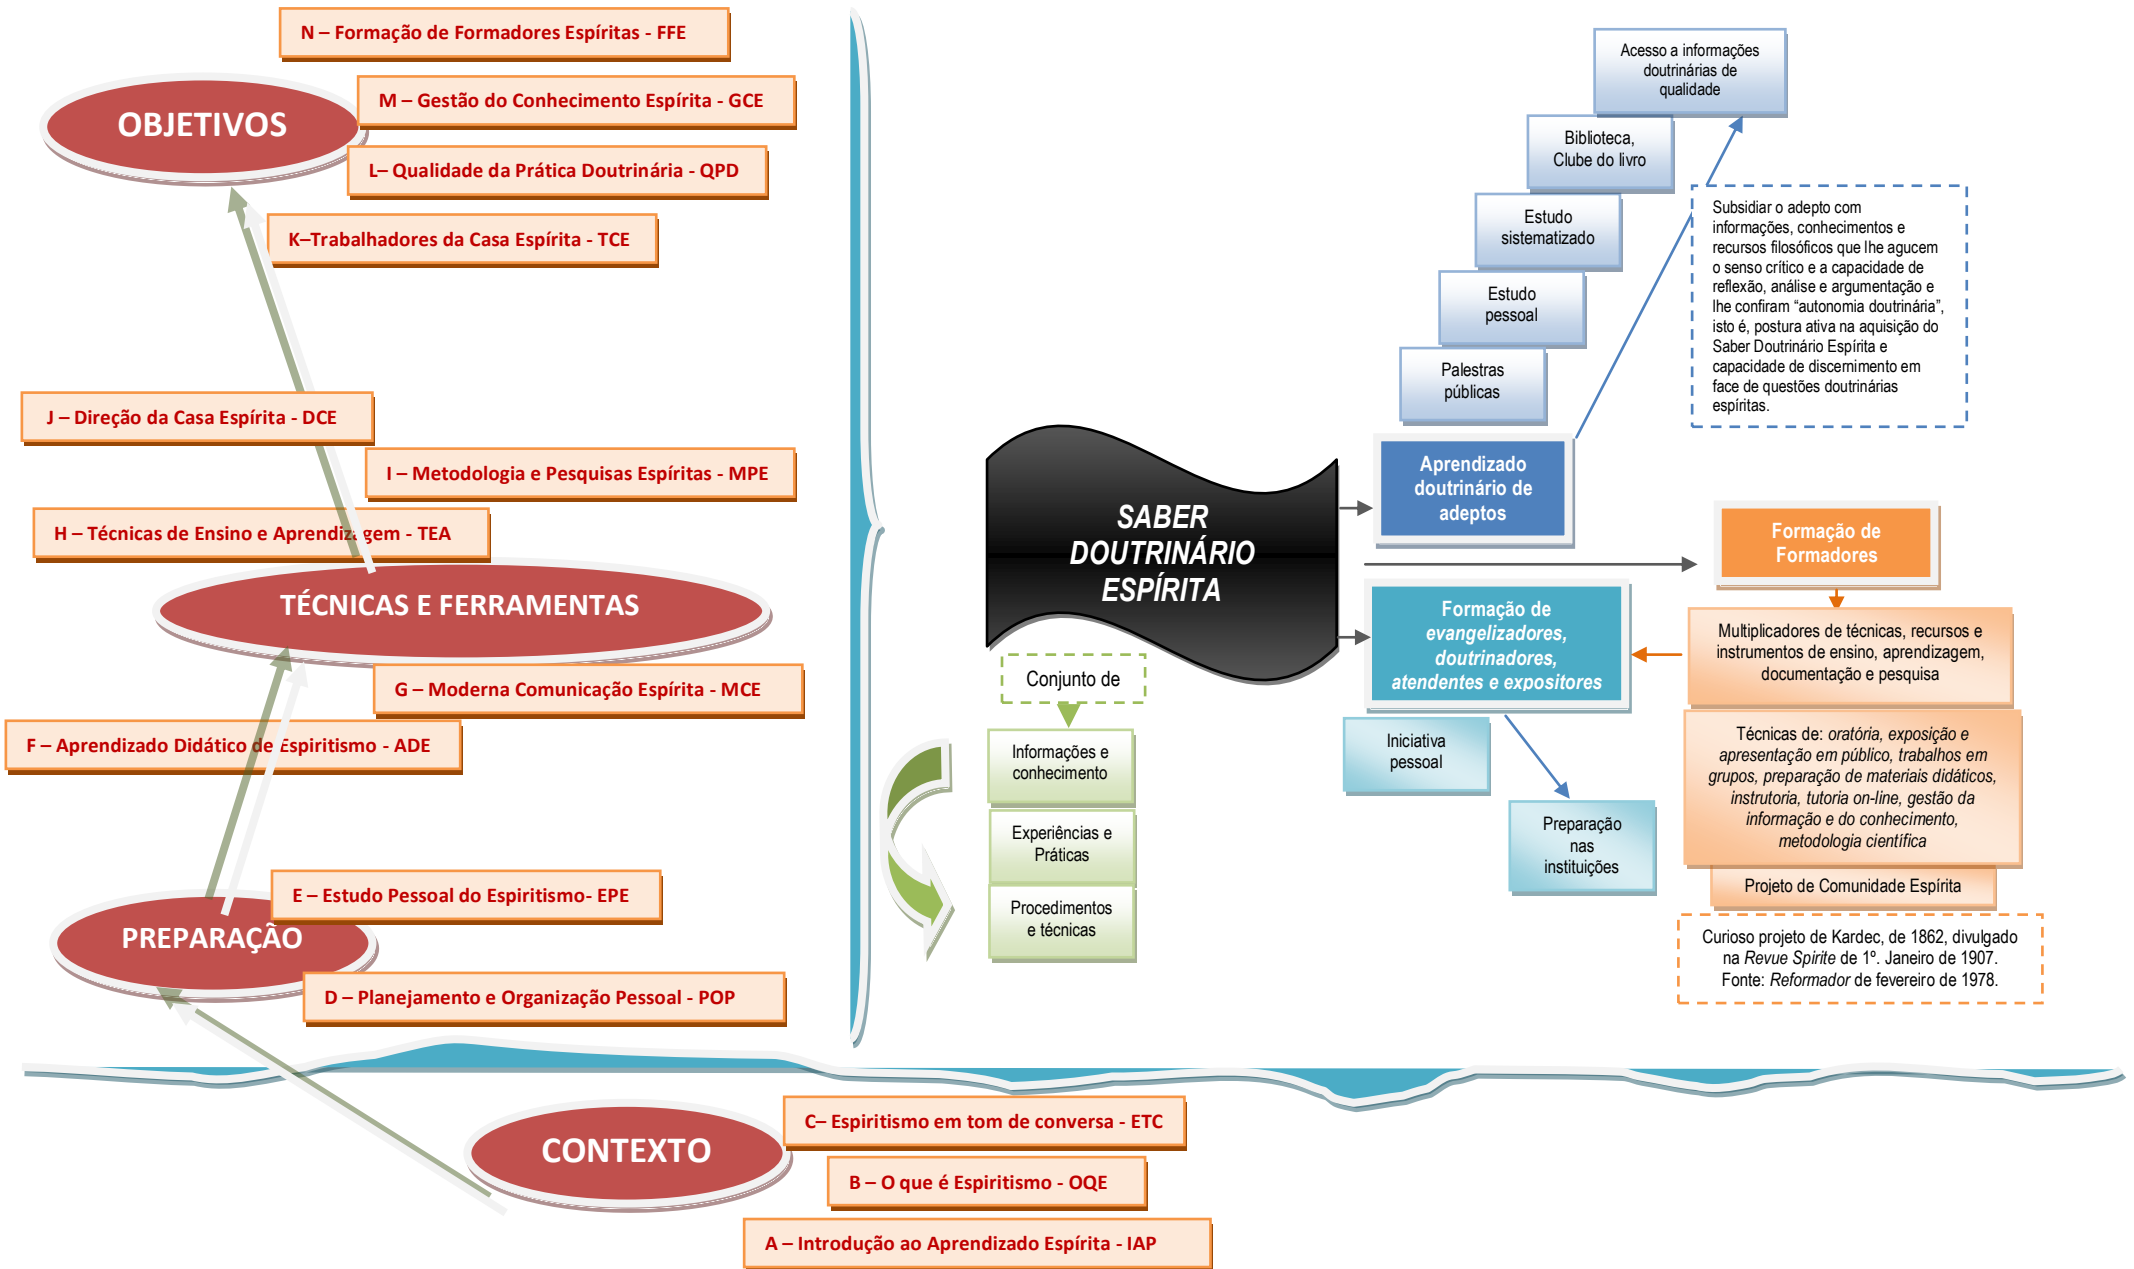 N – Formação de Formadores Espíritas - FFE
OBJETIVOS
M – Gestão do Conhecimento Espírita - GCE
L– Qualidade da Prática Doutrinária - QPD
K–Trabalhadores da Casa Espírita - TCE
J – Direção da Casa Espírita - DCE
I – Metodologia e Pesquisas Espíritas - MPE
H – Técnicas de Ensino e Aprendizagem - TEA
TÉCNICAS E FERRAMENTAS
G – Moderna Comunicação Espírita - MCE
F – Aprendizado Didático de Espiritismo - ADE
E – Estudo Pessoal do Espiritismo- EPE
PREPARAÇÃO
D – Planejamento e Organização Pessoal - POP
C– Espiritismo em tom de conversa - ETC
CONTEXTO
B – O que é Espiritismo - OQE
A – Introdução ao Aprendizado Espírita - IAP
SABER
DOUTRINÁRIO
ESPÍRITA
Conjunto de
Informações e
conhecimento
Experiências e
Práticas
Procedimentos
e técnicas
Acesso a informações
doutrinárias de
qualidade
Biblioteca,
Clube do livro
Estudo
sistematizado
Estudo
pessoal
Palestras
públicas
Aprendizado
doutrinário de
adeptos
Subsidiar o adepto com
informações, conhecimentos e
recursos filosóficos que lhe agucem
o senso crítico e a capacidade de
reflexão, análise e argumentação e
lhe confiram “autonomia doutrinária”,
isto é, postura ativa na aquisição do
Saber Doutrinário Espírita e
capacidade de discernimento em
face de questões doutrinárias
espíritas.
Formação de
Formadores
Formação de
evangelizadores,
doutrinadores,
atendentes e expositores
Iniciativa
pessoal
Preparação
nas
instituições
Multiplicadores de técnicas, recursos e
instrumentos de ensino, aprendizagem,
documentação e pesquisa
Técnicas de: oratória, exposição e
apresentação em público, trabalhos em
grupos, preparação de materiais didáticos,
instrutoria, tutoria on-line, gestão da
informação e do conhecimento,
metodologia científica
Projeto de Comunidade Espírita
Curioso projeto de Kardec, de 1862, divulgado
na Revue Spirite de 1º. Janeiro de 1907.
Fonte: Reformador de fevereiro de 1978.